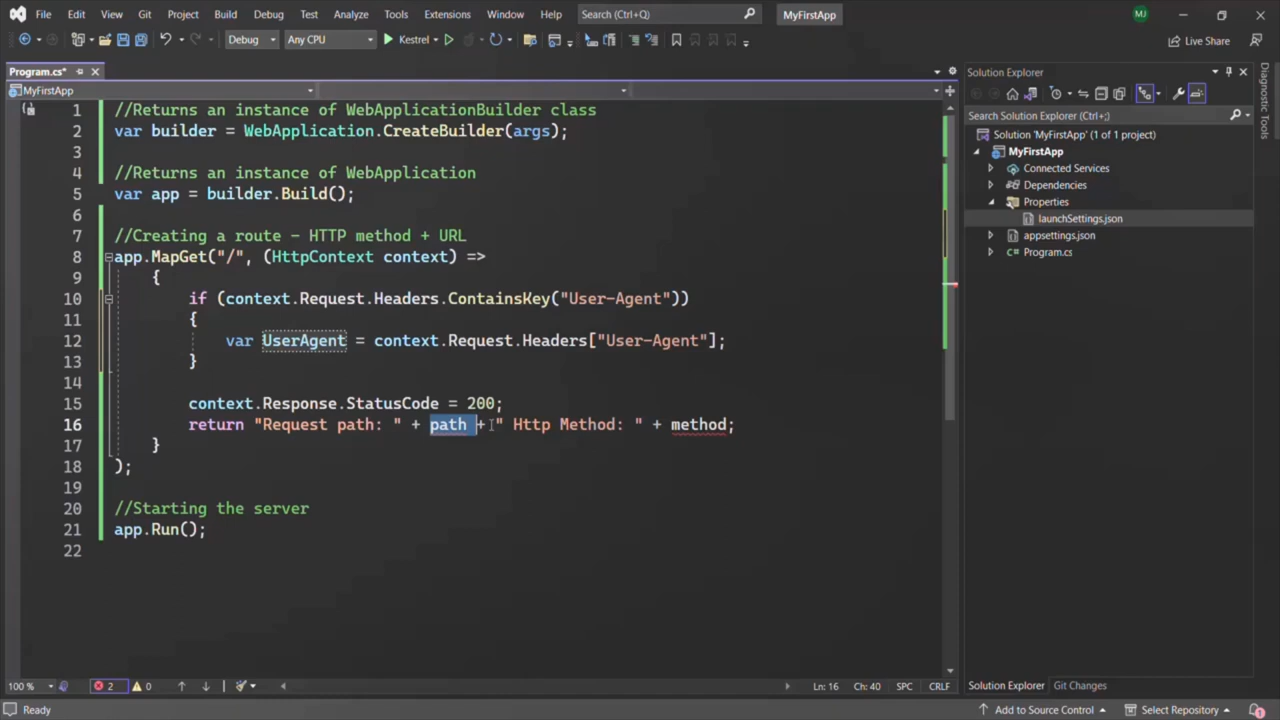 File Edit View Git Project Build Debug Test Analyze Tools Extensions Window Help Search (Ctrl+Q) MyFirstApp MJ
Debug Any CPU Kestrel Live Share
Program.cs*
MyFirstApp
1 //Returns an instance of WebApplicationBuilder class
2 var builder = WebApplication.CreateBuilder(args);
3
4 //Returns an instance of WebApplication
5 var app = builder.Build();
6
7 //Creating a route - HTTP method + URL
8 app.MapGet("/", (HttpContext context) =>
9 {
10 if (context.Request.Headers.ContainsKey("User-Agent"))
11 {
12 var UserAgent = context.Request.Headers["User-Agent"];
13 }
14
15 context.Response.StatusCode = 200;
16 return "Request path: " + path + " Http Method: " + method;
17 }
18 );
19
20 //Starting the server
21 app.Run();
22
Solution Explorer
Search Solution Explorer (Ctrl+;)
Solution 'MyFirstApp' (1 of 1 project)
MyFirstApp
Connected Services
Dependencies
Properties
launchSettings.json
appsettings.json
Program.cs
Diagnostic Tools
100 % 2 0 Ln: 16 Ch: 40 SPC CRLF
Solution Explorer Git Changes
Ready Add to Source Control Select Repository 1